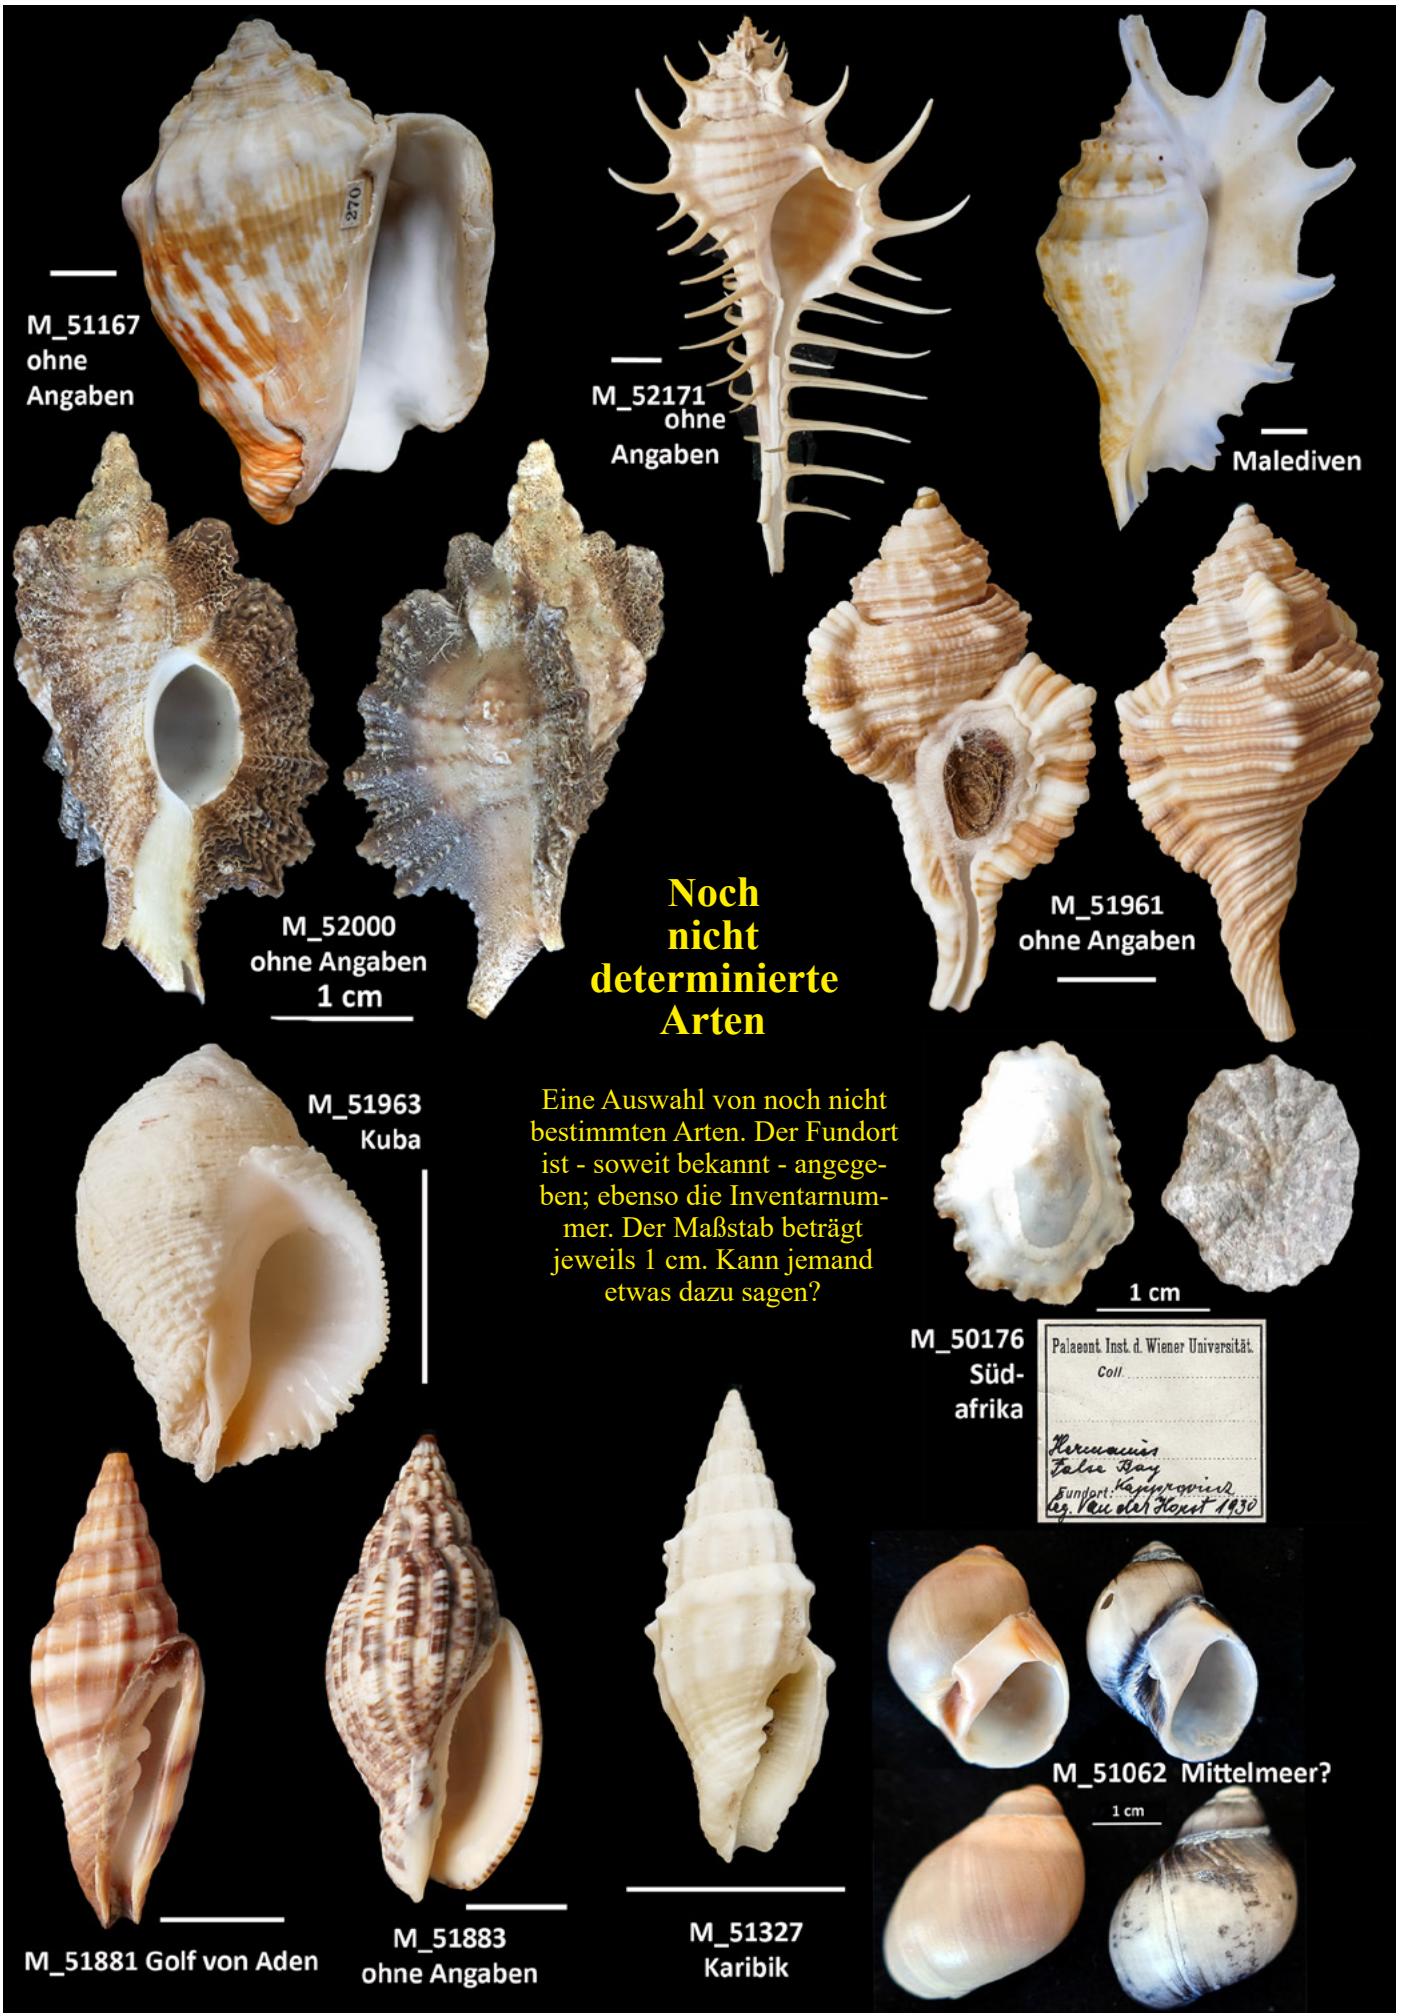 270
M_51167
ohne
Angaben
M_52171
ohne
Angaben
Malediven
M_52000
ohne Angaben
1 cm
M_51961
ohne Angaben
Noch
nicht
determinierte
Arten
Eine Auswahl von noch nicht
bestimmten Arten. Der Fundort
ist - soweit bekannt - angege-
ben; ebenso die Inventarnum-
mer. Der Maßstab beträgt
jeweils 1 cm. Kann jemand
etwas dazu sagen?
M_51963
Kuba
1 cm
M_50176
Süd-
afrika
Palaeont. Inst. d. Wiener Universität.
Coll.
Hermanus
False Bay
Fundort: Kapprovinz
leg. Van der Horst 1930
M_51062 Mittelmeer?
1 cm
M_51881 Golf von Aden
M_51883
ohne Angaben
M_51327
Karibik